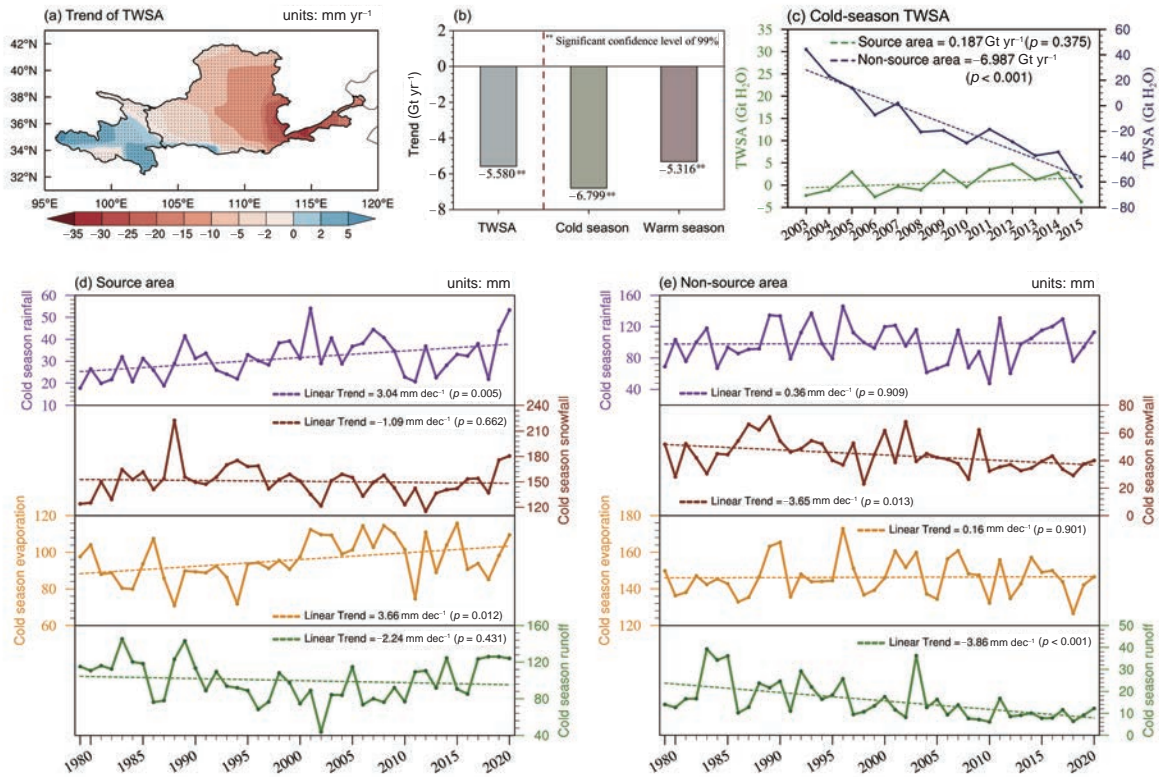 (a) Trend of TWSA
units: mm yr⁻¹
42°N
40°N
38°N
36°N
34°N
32°N
95°E
100°E
105°E
110°E
115°E
120°E
−35 −30 −25 −20 −15 −10 −5 −2 0 2 5
(b)
** Significant confidence level of 99%
Trend (Gt yr⁻¹)
2
0
−2
−4
−6
−8
−5.580**
−6.799**
−5.316**
TWSA
Cold season
Warm season
(c) Cold-season TWSA
Source area = 0.187 Gt yr⁻¹ (p = 0.375)
Non-source area = −6.987 Gt yr⁻¹
(p < 0.001)
TWSA (Gt H₂O)
35
30
25
20
15
10
5
0
−5
TWSA (Gt H₂O)
60
40
20
0
−20
−40
−60
−80
2003 2004 2005 2006 2007 2008 2009 2010 2011 2012 2013 2014 2015
(d) Source area
units: mm
Cold season rainfall
60
50
40
30
20
10
Linear Trend = 3.04 mm dec⁻¹ (p = 0.005)
Cold season snowfall
240
210
180
150
120
Linear Trend = −1.09 mm dec⁻¹ (p = 0.662)
Cold season evaporation
120
100
80
60
Linear Trend = 3.66 mm dec⁻¹ (p = 0.012)
Cold season runoff
160
120
80
40
Linear Trend = −2.24 mm dec⁻¹ (p = 0.431)
1980 1985 1990 1995 2000 2005 2010 2015 2020
(e) Non-source area
units: mm
Cold season rainfall
160
120
80
40
Linear Trend = 0.36 mm dec⁻¹ (p = 0.909)
Cold season snowfall
80
60
40
20
0
Linear Trend = −3.65 mm dec⁻¹ (p = 0.013)
Cold season evaporation
180
160
140
120
Linear Trend = 0.16 mm dec⁻¹ (p = 0.901)
Cold season runoff
50
40
30
20
10
0
Linear Trend = −3.86 mm dec⁻¹ (p < 0.001)
1980 1985 1990 1995 2000 2005 2010 2015 2020